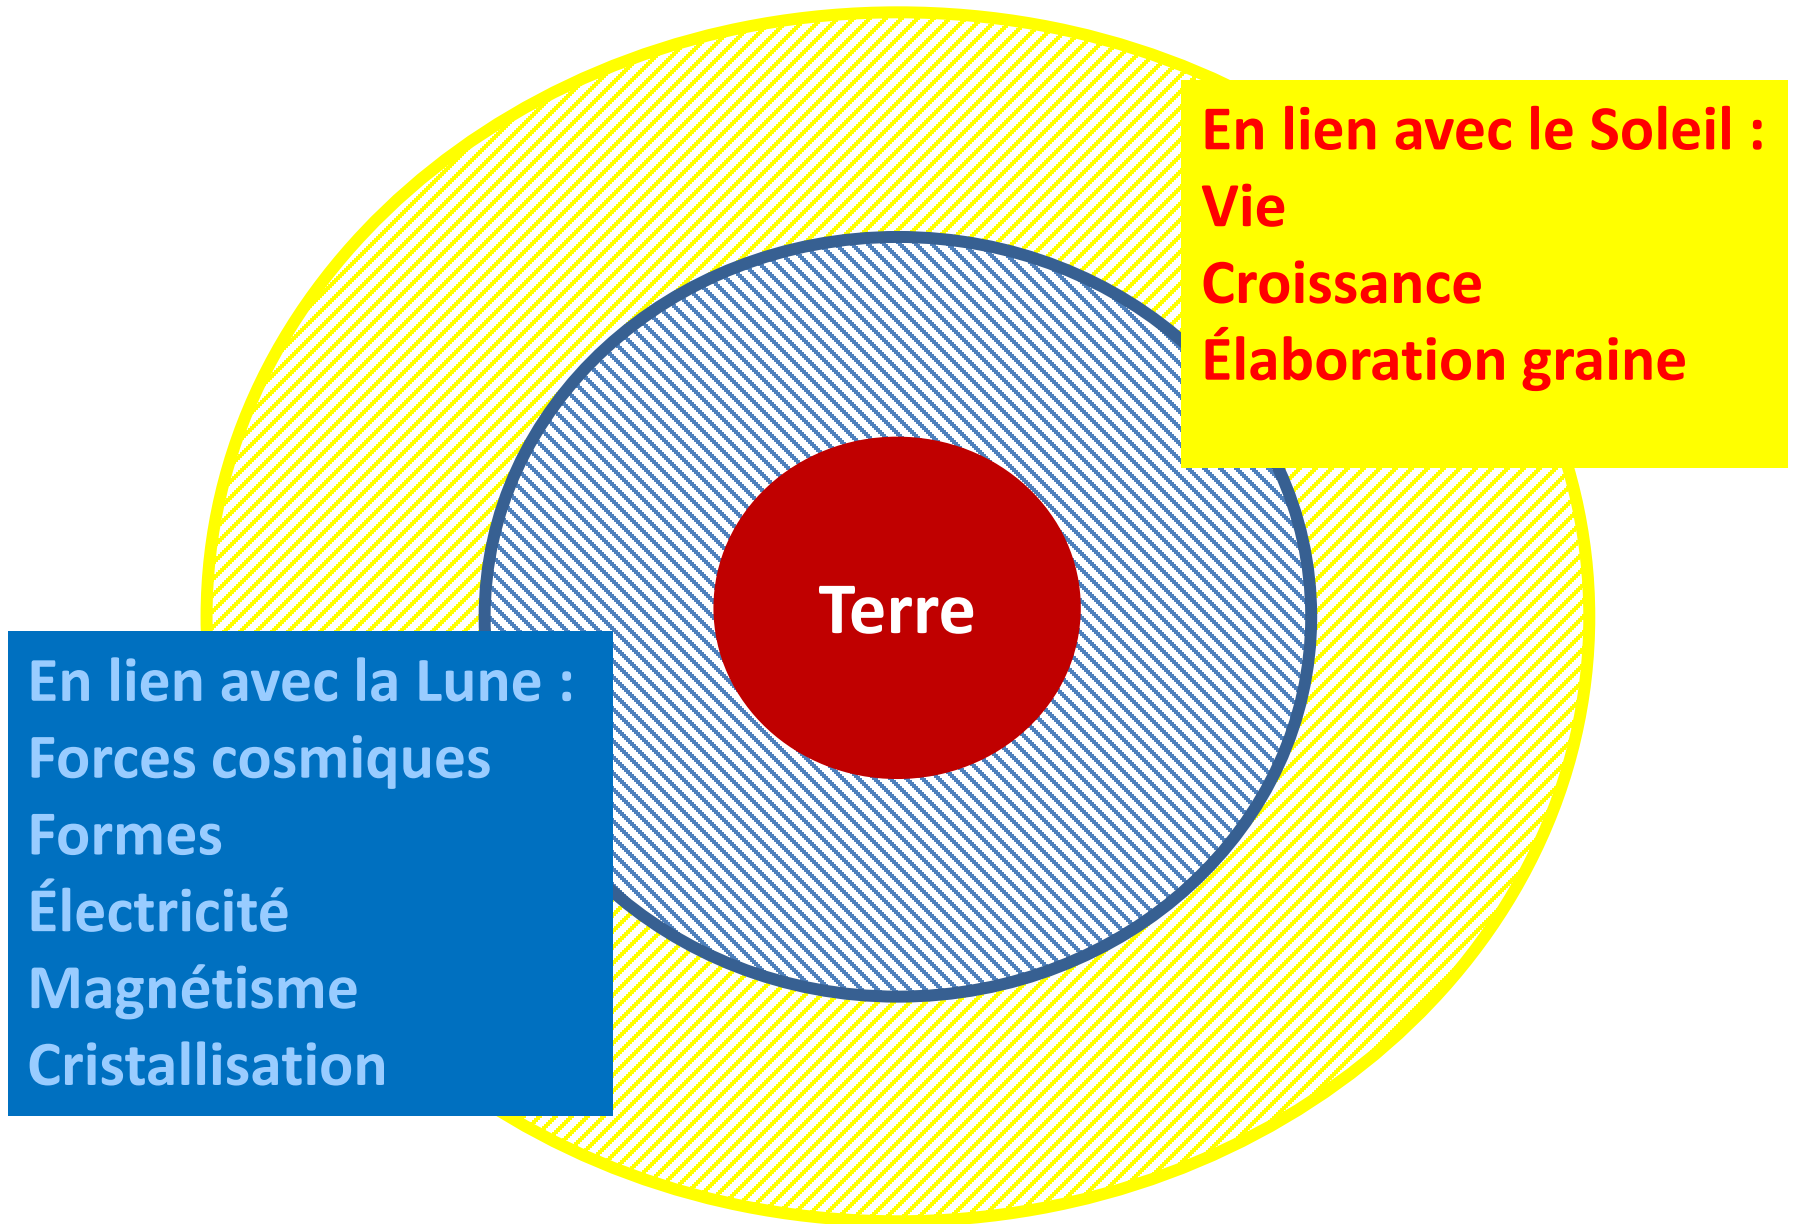 En lien avec le Soleil :
Vie
Croissance
Élaboration graine
Terre
En lien avec la Lune :
Forces cosmiques
Formes
Électricité
Magnétisme
Cristallisation